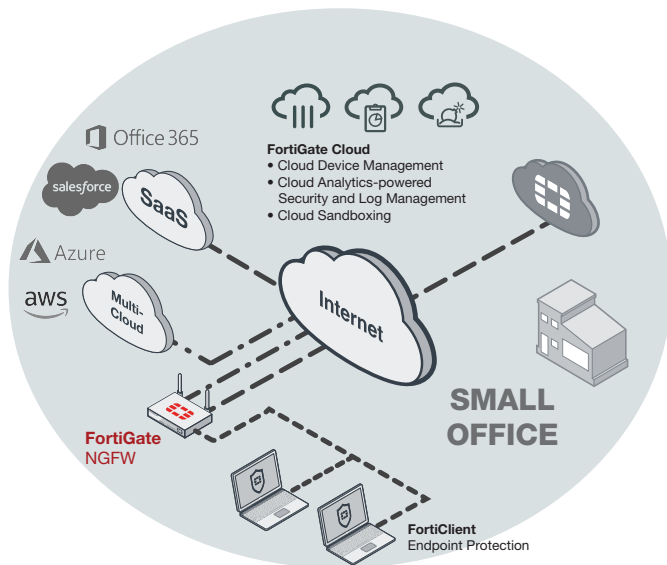 Office 365
FortiGate Cloud
• Cloud Device Management
• Cloud Analytics-powered
Security and Log Management
• Cloud Sandboxing
salesforce
SaaS
Azure
aws
Multi-
Cloud
Internet
SMALL
OFFICE
FortiGate
NGFW
FortiClient
Endpoint Protection